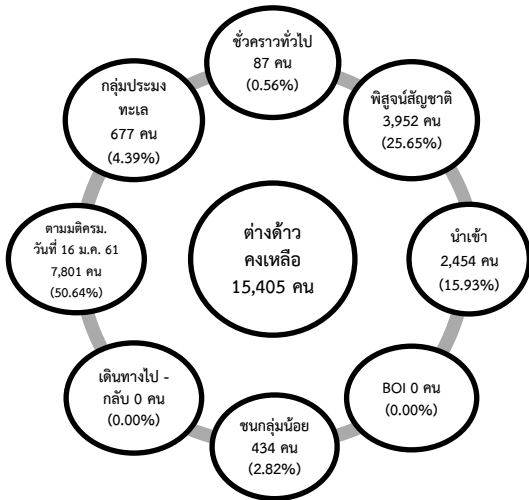 ชั่วคราวทั่วไป
87 คน
(0.56%)
พิสูจน์สัญชาติ
3,952 คน
(25.65%)
นำเข้า
2,454 คน
(15.93%)
BOI 0 คน
(0.00%)
ชนกลุ่มน้อย
434 คน
(2.82%)
เดินทางไป -
กลับ 0 คน
(0.00%)
ตามมติครม.
วันที่ 16 ม.ค. 61
7,801 คน
(50.64%)
กลุ่มประมง
ทะเล
677 คน
(4.39%)
ต่างด้าว
คงเหลือ
15,405 คน